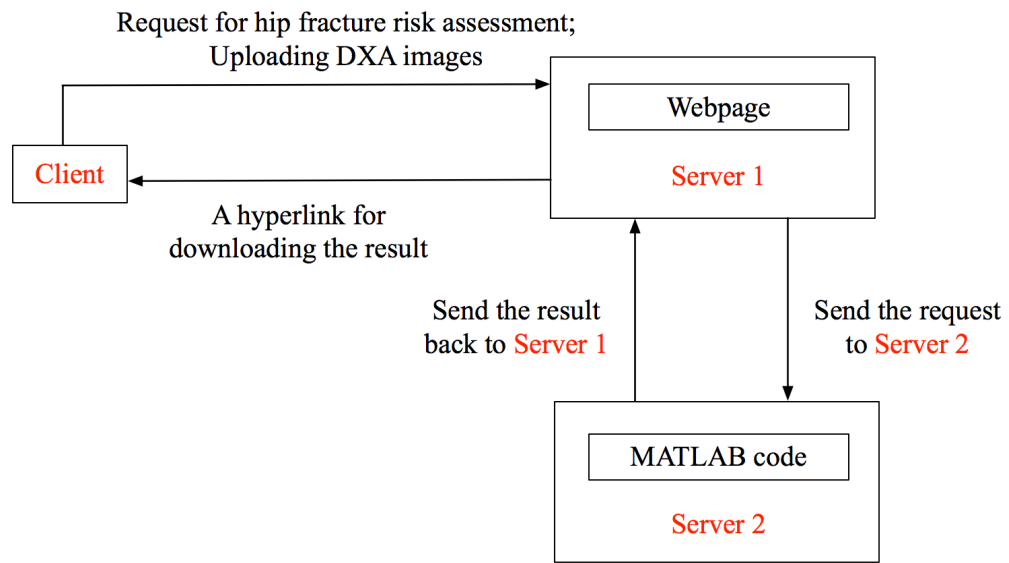 Request for hip fracture risk assessment;
Uploading DXA images
Webpage
Client
Server 1
A hyperlink for
downloading the result
Send the result
back to Server 1
Send the request
to Server 2
MATLAB code
Server 2